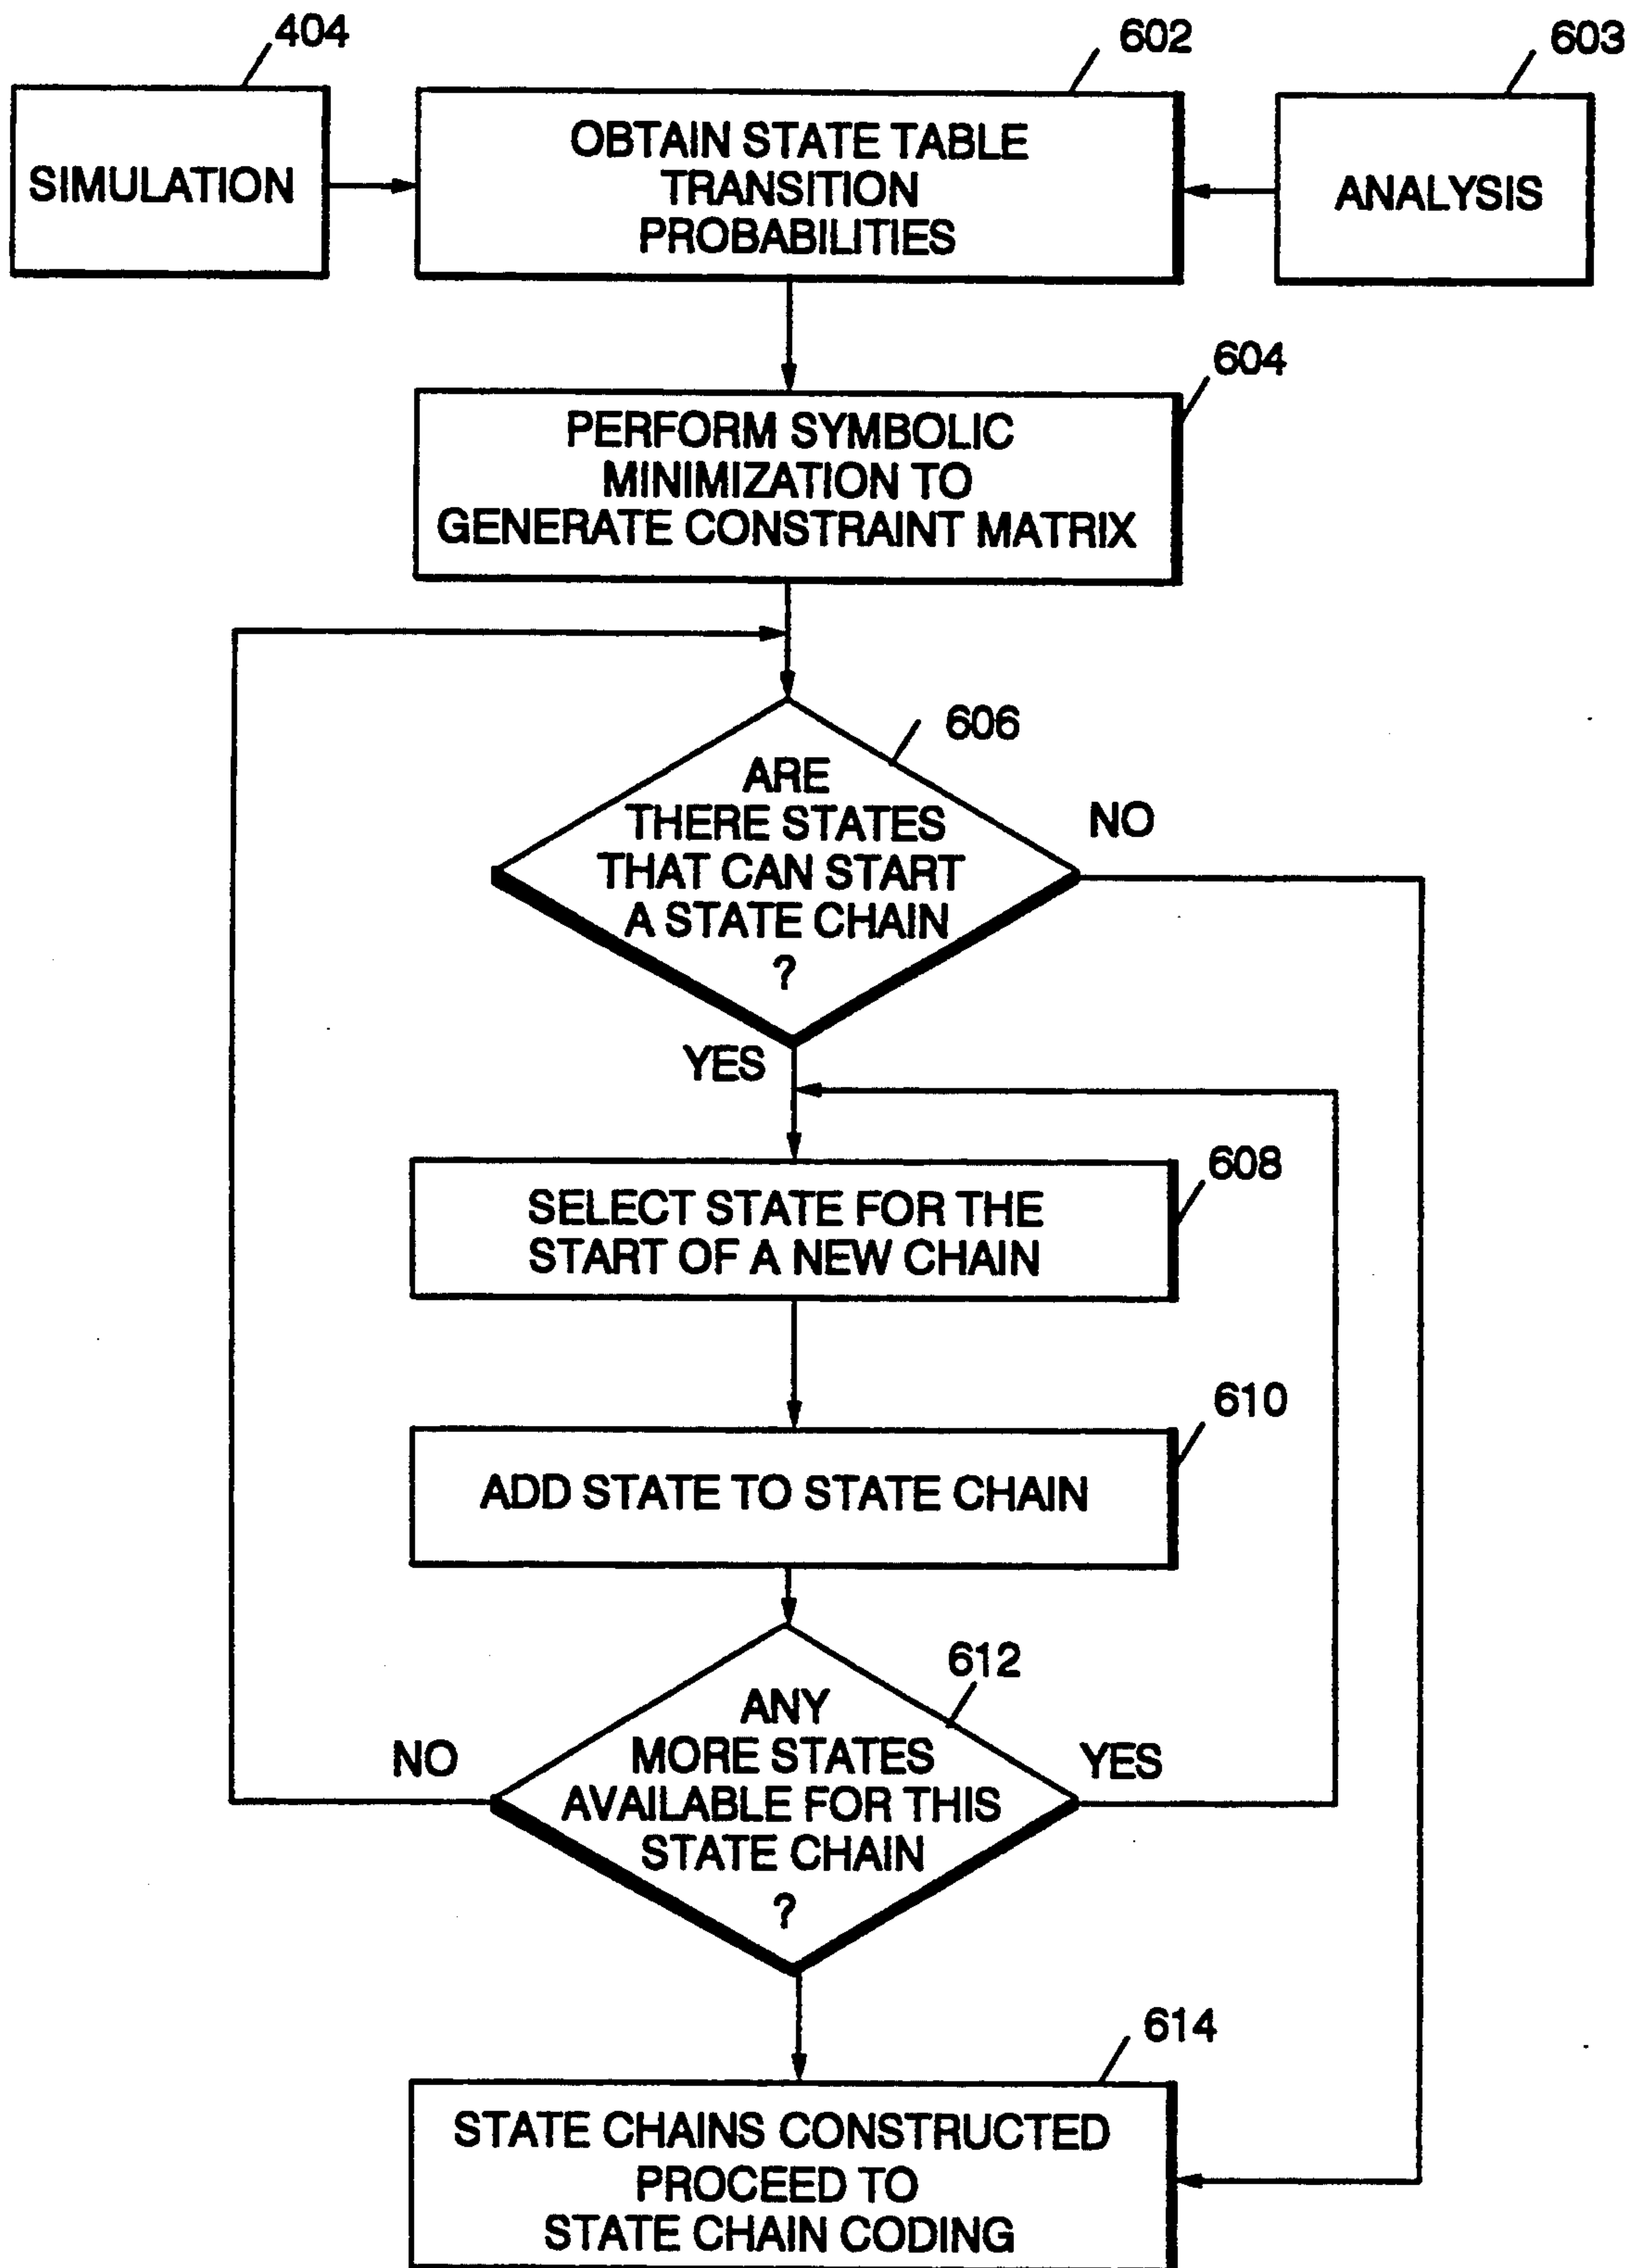 404
602
603
SIMULATION
OBTAIN STATE TABLE
TRANSITION
PROBABILITIES
ANALYSIS
604
PERFORM SYMBOLIC
MINIMIZATION TO
GENERATE CONSTRAINT MATRIX
606
ARE
THERE STATES
THAT CAN START
A STATE CHAIN
?
NO
YES
608
SELECT STATE FOR THE
START OF A NEW CHAIN
610
ADD STATE TO STATE CHAIN
612
ANY
MORE STATES
AVAILABLE FOR THIS
STATE CHAIN
?
NO
YES
614
STATE CHAINS CONSTRUCTED
PROCEED TO
STATE CHAIN CODING